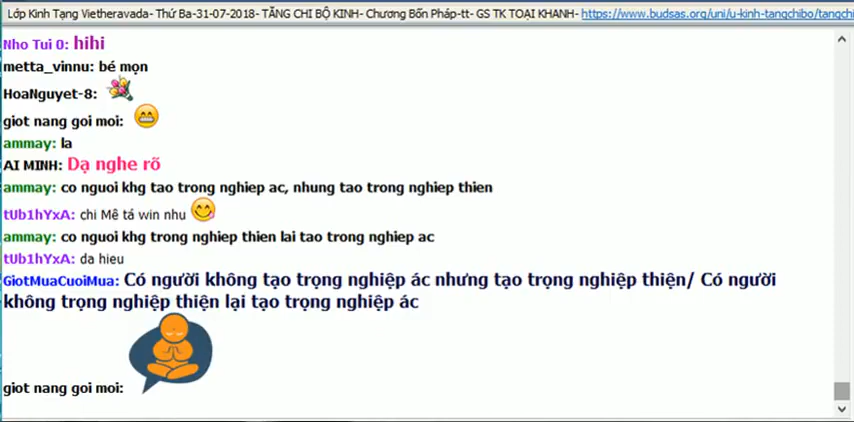 Lớp Kinh Tạng Vietheravada- Thứ Ba-31-07-2018- TĂNG CHI BỘ KINH- Chương Bốn Pháp-tt- GS TK TOẠI KHANH- https://www.budsas.org/uni/u-kinh-tangchibo/tangchi
Nho Tui 0: hihi
metta_vinnu: bé mọn
HoaNguyet-8:
giot nang goi moi:
ammay: la
AI MINH: Dạ nghe rõ
ammay: co nguoi khg tao trong nghiep ac, nhung tao trong nghiep thien
tUb1hYxA: chi Mê tả win nhu
ammay: co nguoi khg trong nghiep thien lai tao trong nghiep ac
tUb1hYxA: da hieu
GiotMuaCuoiMua: Có người không tạo trọng nghiệp ác nhưng tạo trọng nghiệp thiện/ Có người
không trọng nghiệp thiện lại tạo trọng nghiệp ác
giot nang goi moi: